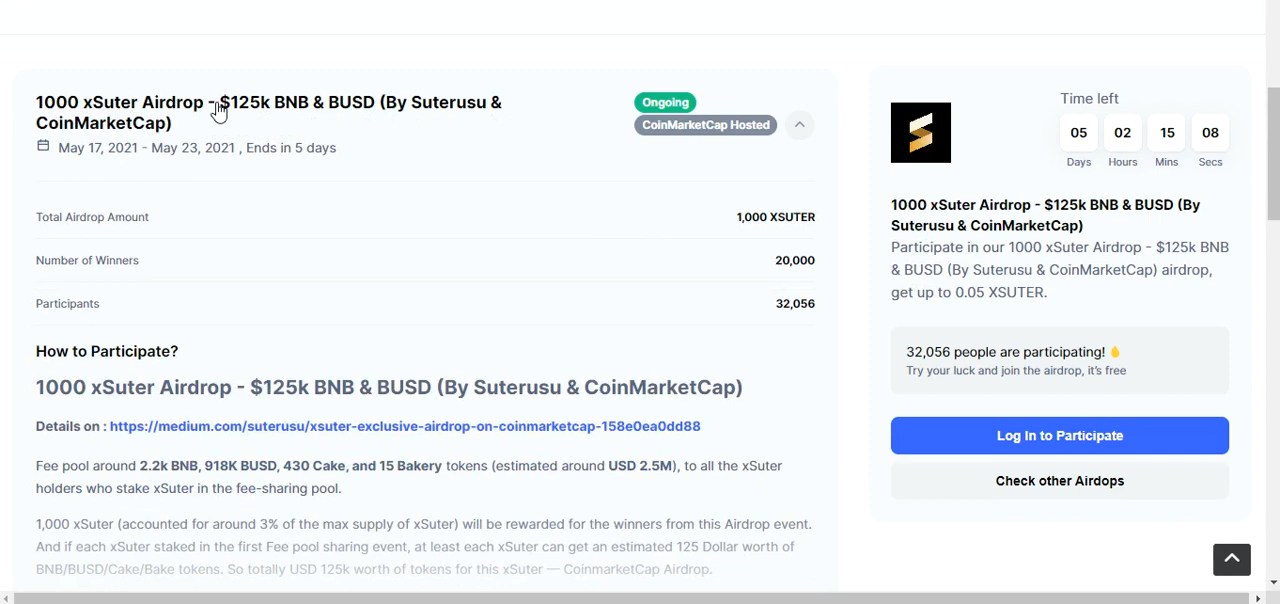 1000 xSuter Airdrop - $125k BNB & BUSD (By Suterusu &
CoinMarketCap)
Ongoing
CoinMarketCap Hosted
May 17, 2021 - May 23, 2021 , Ends in 5 days
Total Airdrop Amount 1,000 XSUTER
Number of Winners 20,000
Participants 32,056
How to Participate?
1000 xSuter Airdrop - $125k BNB & BUSD (By Suterusu & CoinMarketCap)
Details on : https://medium.com/suterusu/xsuter-exclusive-airdrop-on-coinmarketcap-158e0ea0dd88
Fee pool around 2.2k BNB, 918K BUSD, 430 Cake, and 15 Bakery tokens (estimated around USD 2.5M), to all the xSuter
holders who stake xSuter in the fee-sharing pool.
1,000 xSuter (accounted for around 3% of the max supply of xSuter) will be rewarded for the winners from this Airdrop event.
And if each xSuter staked in the first Fee pool sharing event, at least each xSuter can get an estimated 125 Dollar worth of
BNB/BUSD/Cake/Bake tokens. So totally USD 125k worth of tokens for this xSuter — CoinmarketCap Airdrop.
Time left
05 02 15 08
Days Hours Mins Secs
1000 xSuter Airdrop - $125k BNB & BUSD (By
Suterusu & CoinMarketCap)
Participate in our 1000 xSuter Airdrop - $125k BNB
& BUSD (By Suterusu & CoinMarketCap) airdrop,
get up to 0.05 XSUTER.
32,056 people are participating!
Try your luck and join the airdrop, it's free
Log In to Participate
Check other Airdops